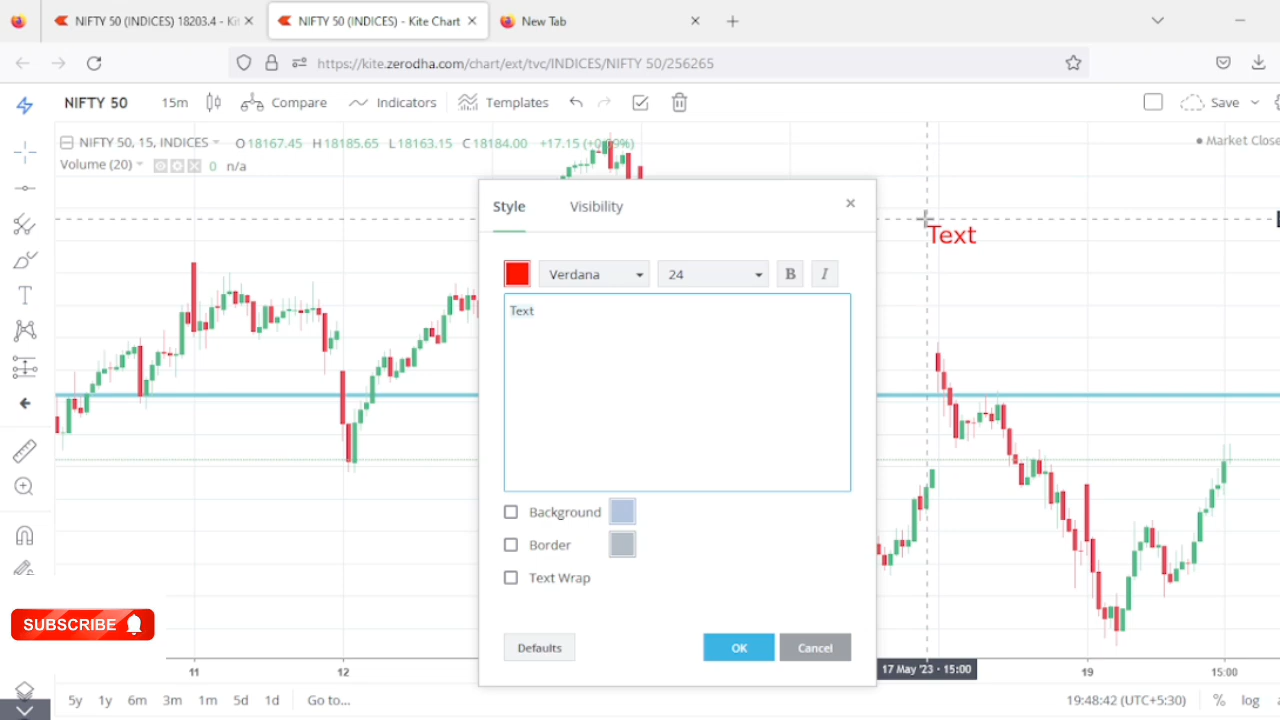 NIFTY 50 (INDICES) 18203.4 - Kit
NIFTY 50 (INDICES) - Kite Chart
New Tab
https://kite.zerodha.com/chart/ext/tvc/INDICES/NIFTY 50/256265
NIFTY 50 15m Compare Indicators Templates Save
NIFTY 50, 15, INDICES O 18167.45 H 18185.65 L 18163.15 C 18184.00 +17.15
Market Close
Volume (20) 0 n/a
Style Visibility
Text
Verdana 24 B I
Text
Background
Border
Text Wrap
SUBSCRIBE
Defaults OK Cancel
11 12 17 May '23 - 15:00 19 15:00
5y 1y 6m 3m 1m 5d 1d Go to... 19:48:42 (UTC+5:30) % log